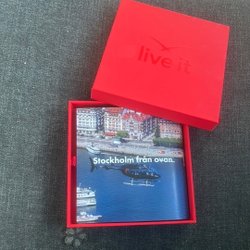 live it
Stockholm från ovan.